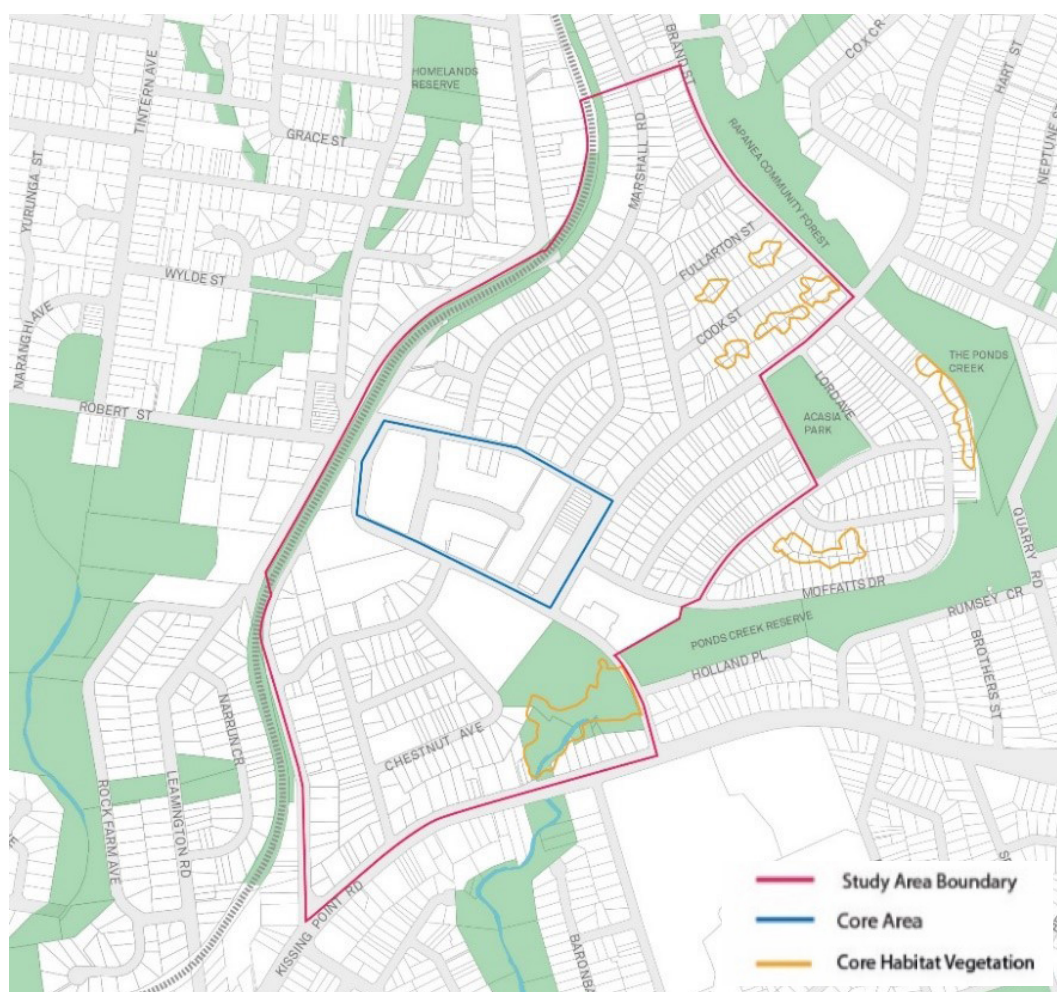 BRAND ST
COX CR
HART ST
TINTERN AVE
HOMELANDS
RESERVE
GRACE ST
MARSHALL RD
RAPANEA COMMUNITY FOREST
YURUNGA ST
FULLARTON ST
WYLDE ST
NARANGHI AVE
COOK ST
THE PONDS
CREEK
LORD AVE
ROBERT ST
ACASIA
PARK
QUARRY RD
MOFFATTS DR
RUMSEY CR
PONDS CREEK RESERVE
HOLLAND PL
BROTHERS ST
NARRUN CR
CHESTNUT AVE
ROCK FARM AVE
LEAMINGTON RD
KISSING POINT RD
Study Area Boundary
Core Area
Core Habitat Vegetation